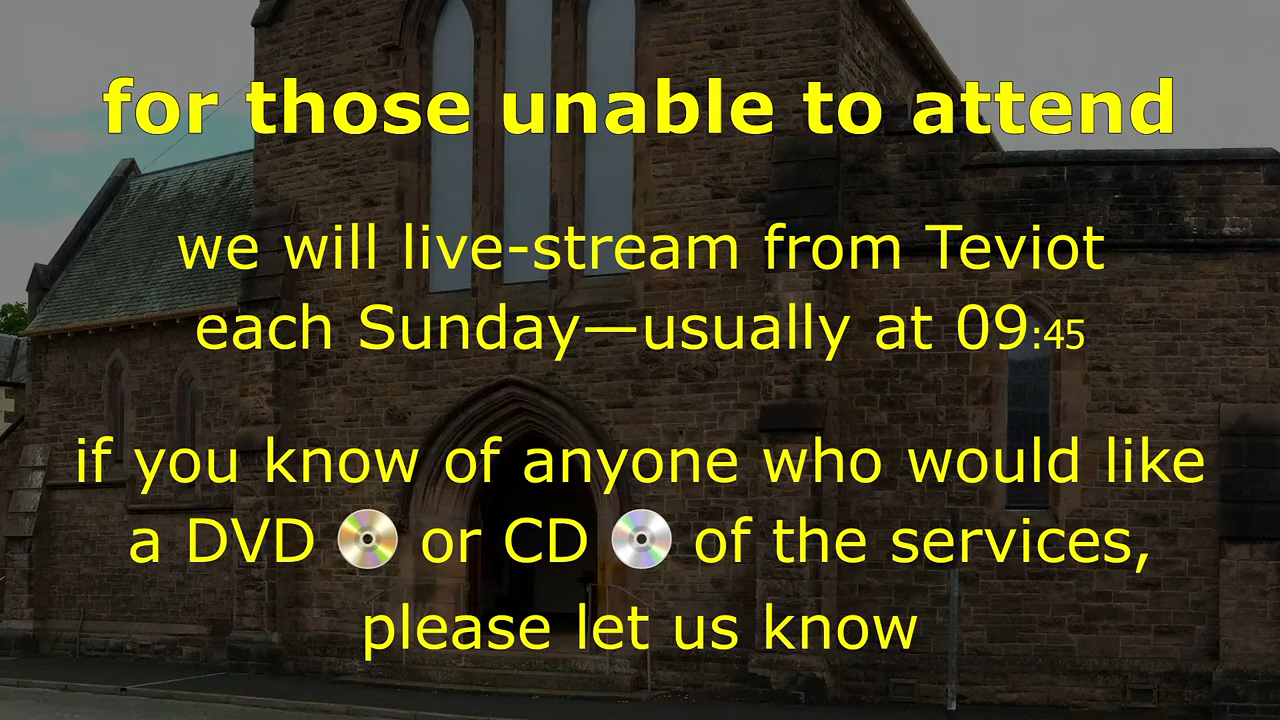 for those unable to attend
we will live-stream from Teviot
each Sunday—usually at 09:45
if you know of anyone who would like
a DVD 📀 or CD 💿 of the services,
please let us know